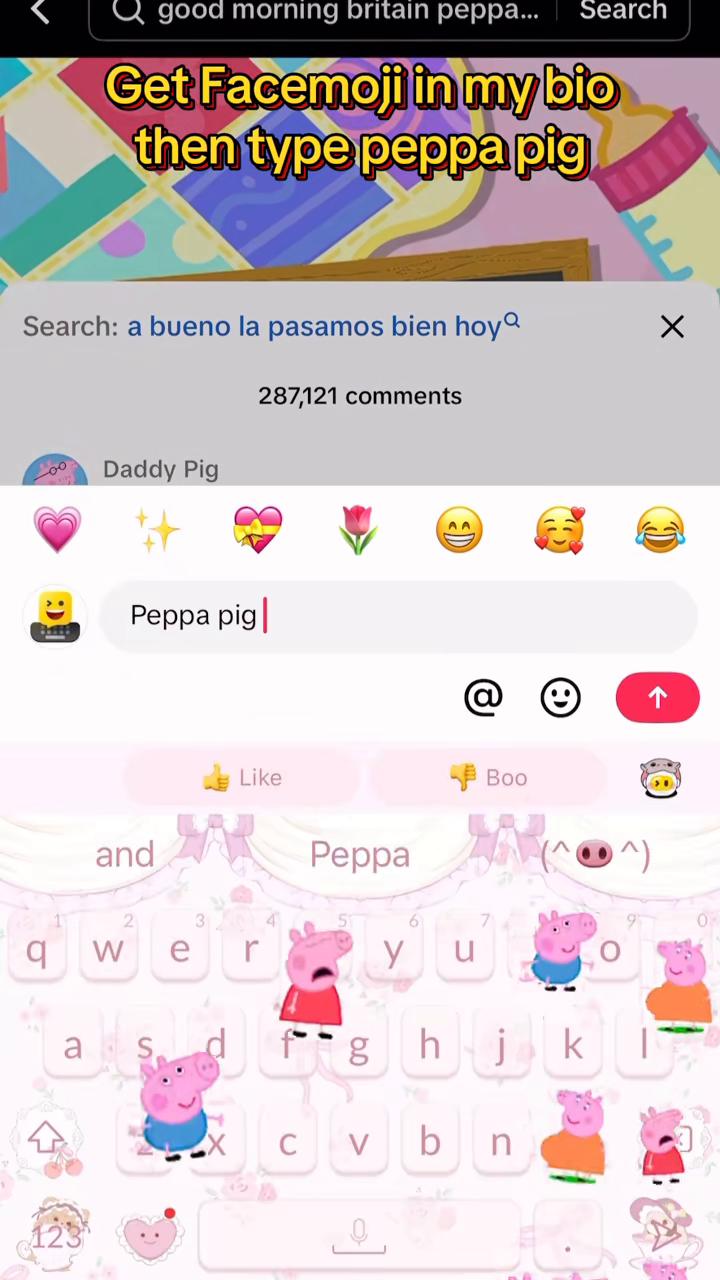 good morning britain peppa... Search
Get Facemoji in my bio
then type peppa pig
Search: a bueno la pasamos bien hoy
287,121 comments
Daddy Pig
Peppa pig
@
👍 Like 👎 Boo
and Peppa (^🐽^)
1 2 3 4 5 6 7 9 0
q w e r y u o
a s d f g h j k l
z x c v b n
123 .